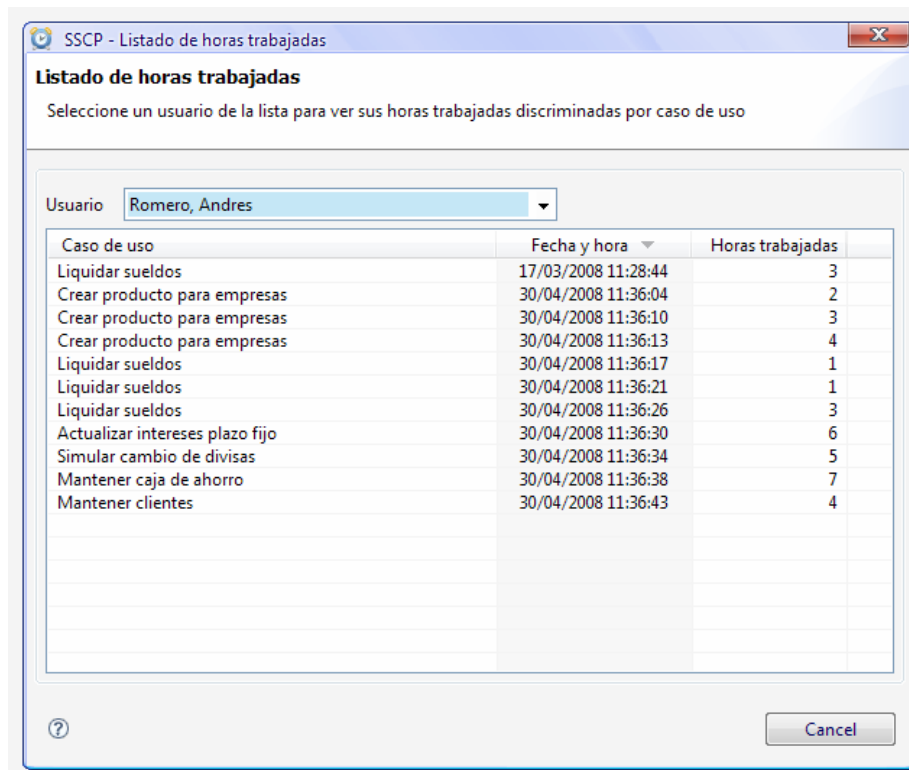 SSCP - Listado de horas trabajadas
Listado de horas trabajadas
Seleccione un usuario de la lista para ver sus horas trabajadas discriminadas por caso de uso
Usuario Romero, Andres
Caso de uso Fecha y hora Horas trabajadas
Liquidar sueldos 17/03/2008 11:28:44 3
Crear producto para empresas 30/04/2008 11:36:04 2
Crear producto para empresas 30/04/2008 11:36:10 3
Crear producto para empresas 30/04/2008 11:36:13 4
Liquidar sueldos 30/04/2008 11:36:17 1
Liquidar sueldos 30/04/2008 11:36:21 1
Liquidar sueldos 30/04/2008 11:36:26 3
Actualizar intereses plazo fijo 30/04/2008 11:36:30 6
Simular cambio de divisas 30/04/2008 11:36:34 5
Mantener caja de ahorro 30/04/2008 11:36:38 7
Mantener clientes 30/04/2008 11:36:43 4
? Cancel